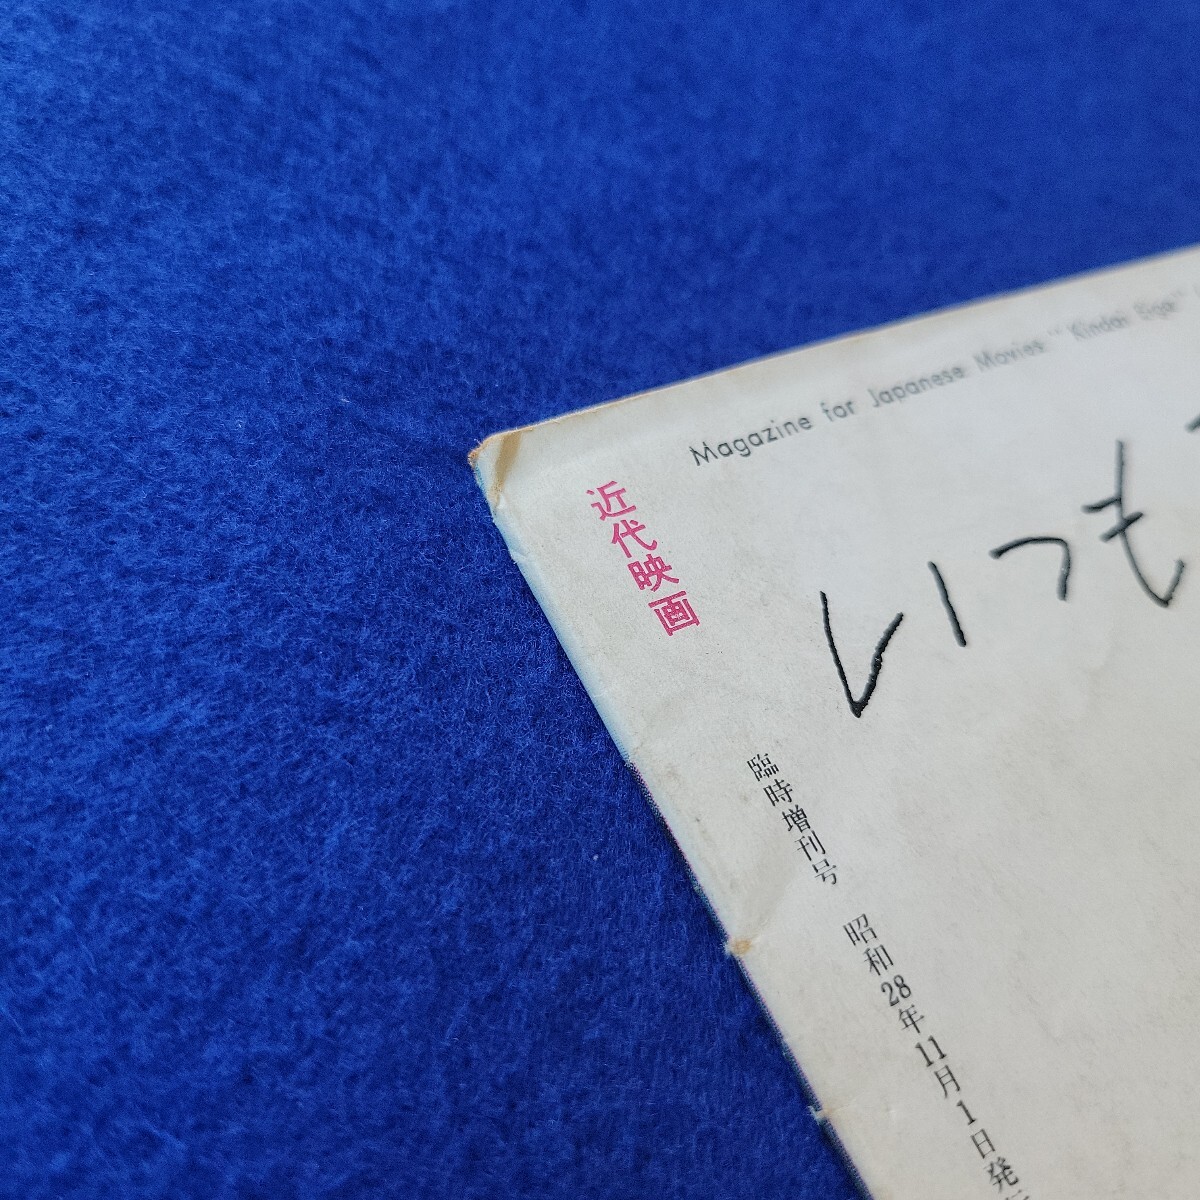 Magazine for Japanese Movies "Kindai Eiga"
近代映画
いつも
臨時増刊号 昭和28年11月1日発